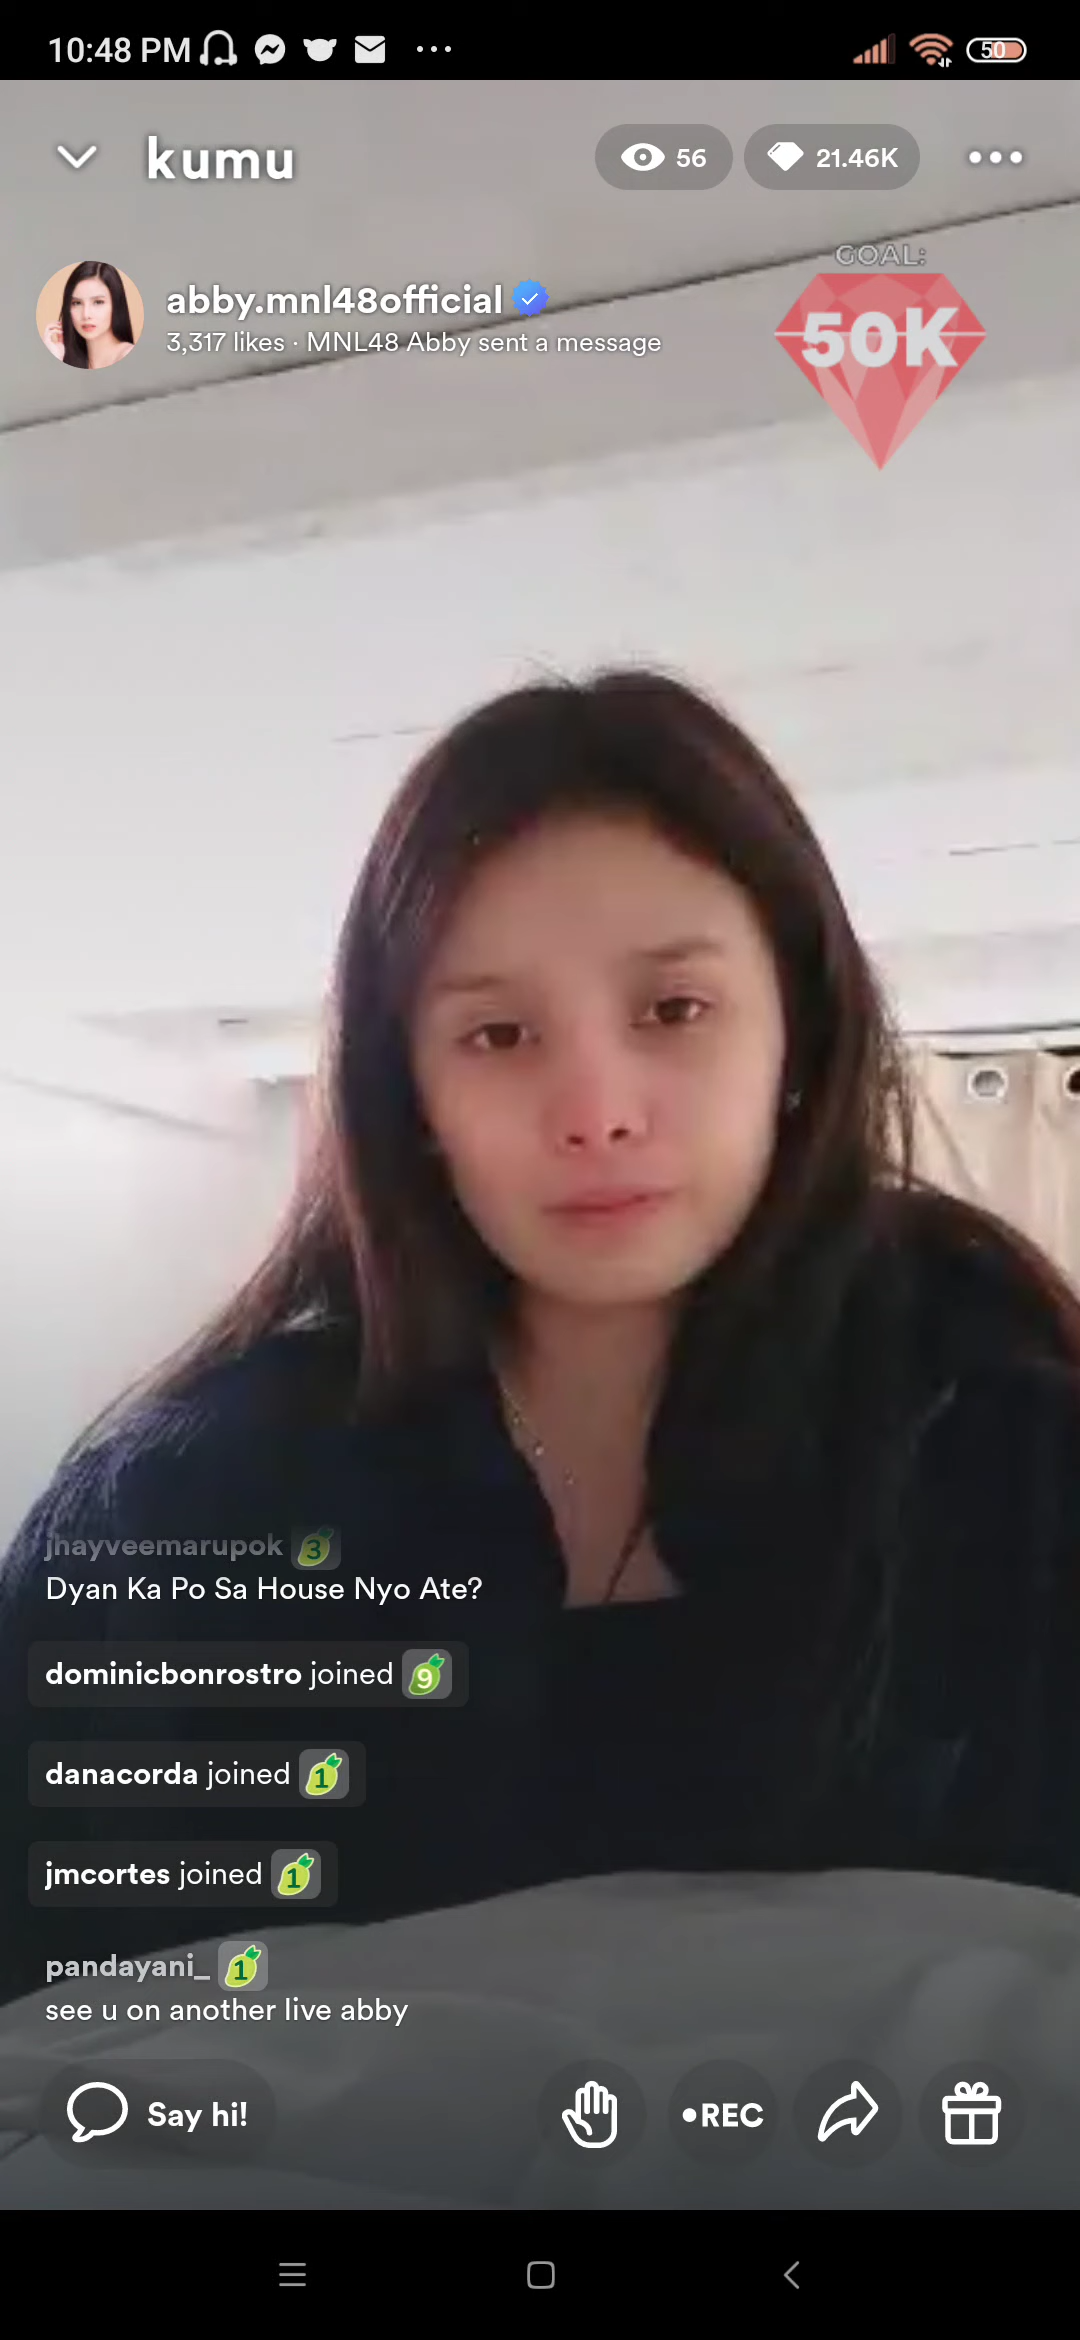 10:48 PM
50
kumu
56
21.46K
GOAL:
50K
abby.mnl48official
3,317 likes · MNL48 Abby sent a message
jhayveemarupok 3
Dyan Ka Po Sa House Nyo Ate?
dominicbonrostro joined 9
danacorda joined 1
jmcortes joined 1
pandayani_ 1
see u on another live abby
Say hi!
•REC